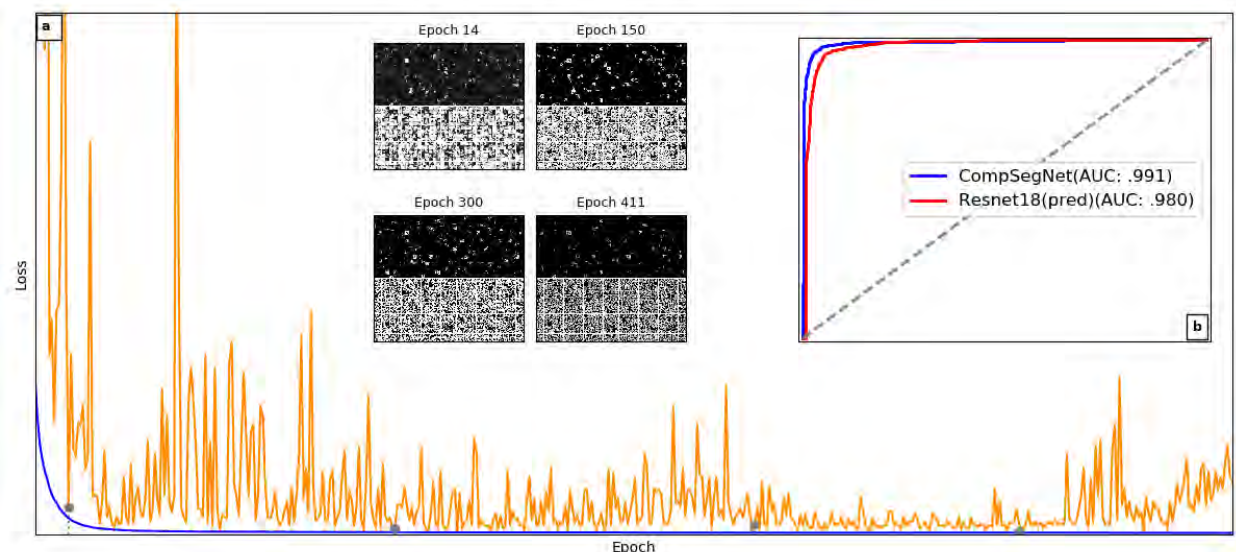 a
Epoch 14
Epoch 150
Epoch 300
Epoch 411
Loss
CompSegNet(AUC: .991)
Resnet18(pred)(AUC: .980)
b
Epoch